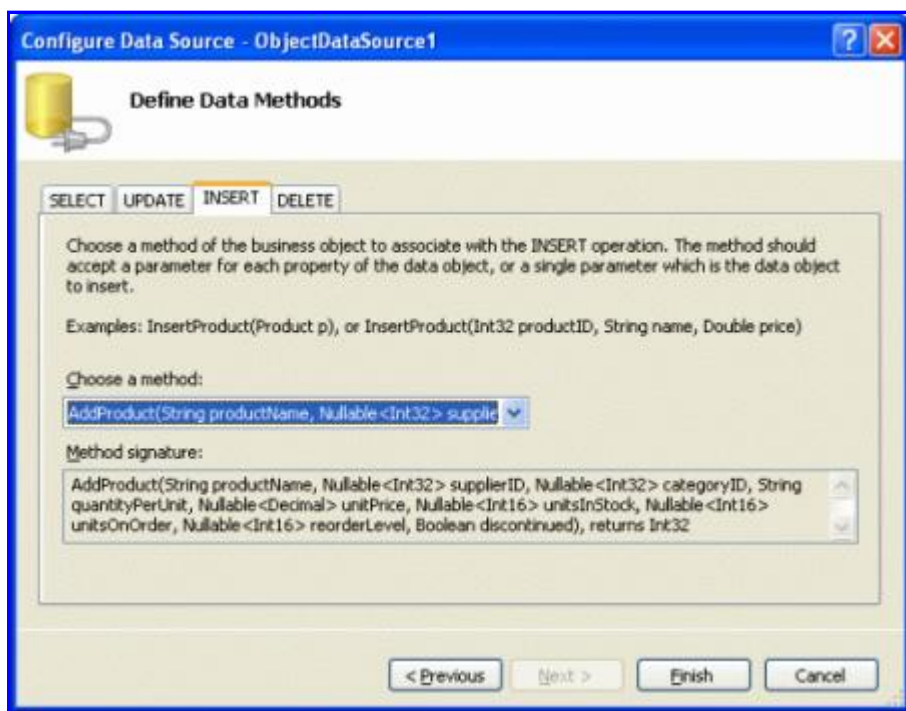 Configure Data Source - ObjectDataSource1
Define Data Methods
SELECT UPDATE INSERT DELETE
Choose a method of the business object to associate with the INSERT operation. The method should
accept a parameter for each property of the data object, or a single parameter which is the data object
to insert.
Examples: InsertProduct(Product p), or InsertProduct(Int32 productID, String name, Double price)
Choose a method:
AddProduct(String productName, Nullable<Int32> supplie
Method signature:
AddProduct(String productName, Nullable<Int32> supplierID, Nullable<Int32> categoryID, String
quantityPerUnit, Nullable<Decimal> unitPrice, Nullable<Int16> unitsInStock, Nullable<Int16>
unitsOnOrder, Nullable<Int16> reorderLevel, Boolean discontinued), returns Int32
< Previous Next > Finish Cancel